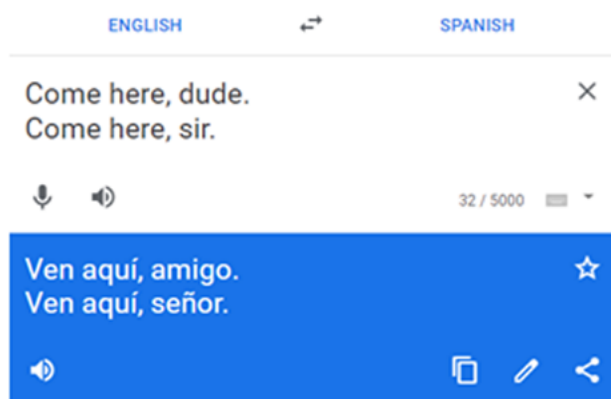 ENGLISH SPANISH
Come here, dude.
Come here, sir.
32 / 5000
Ven aquí, amigo.
Ven aquí, señor.